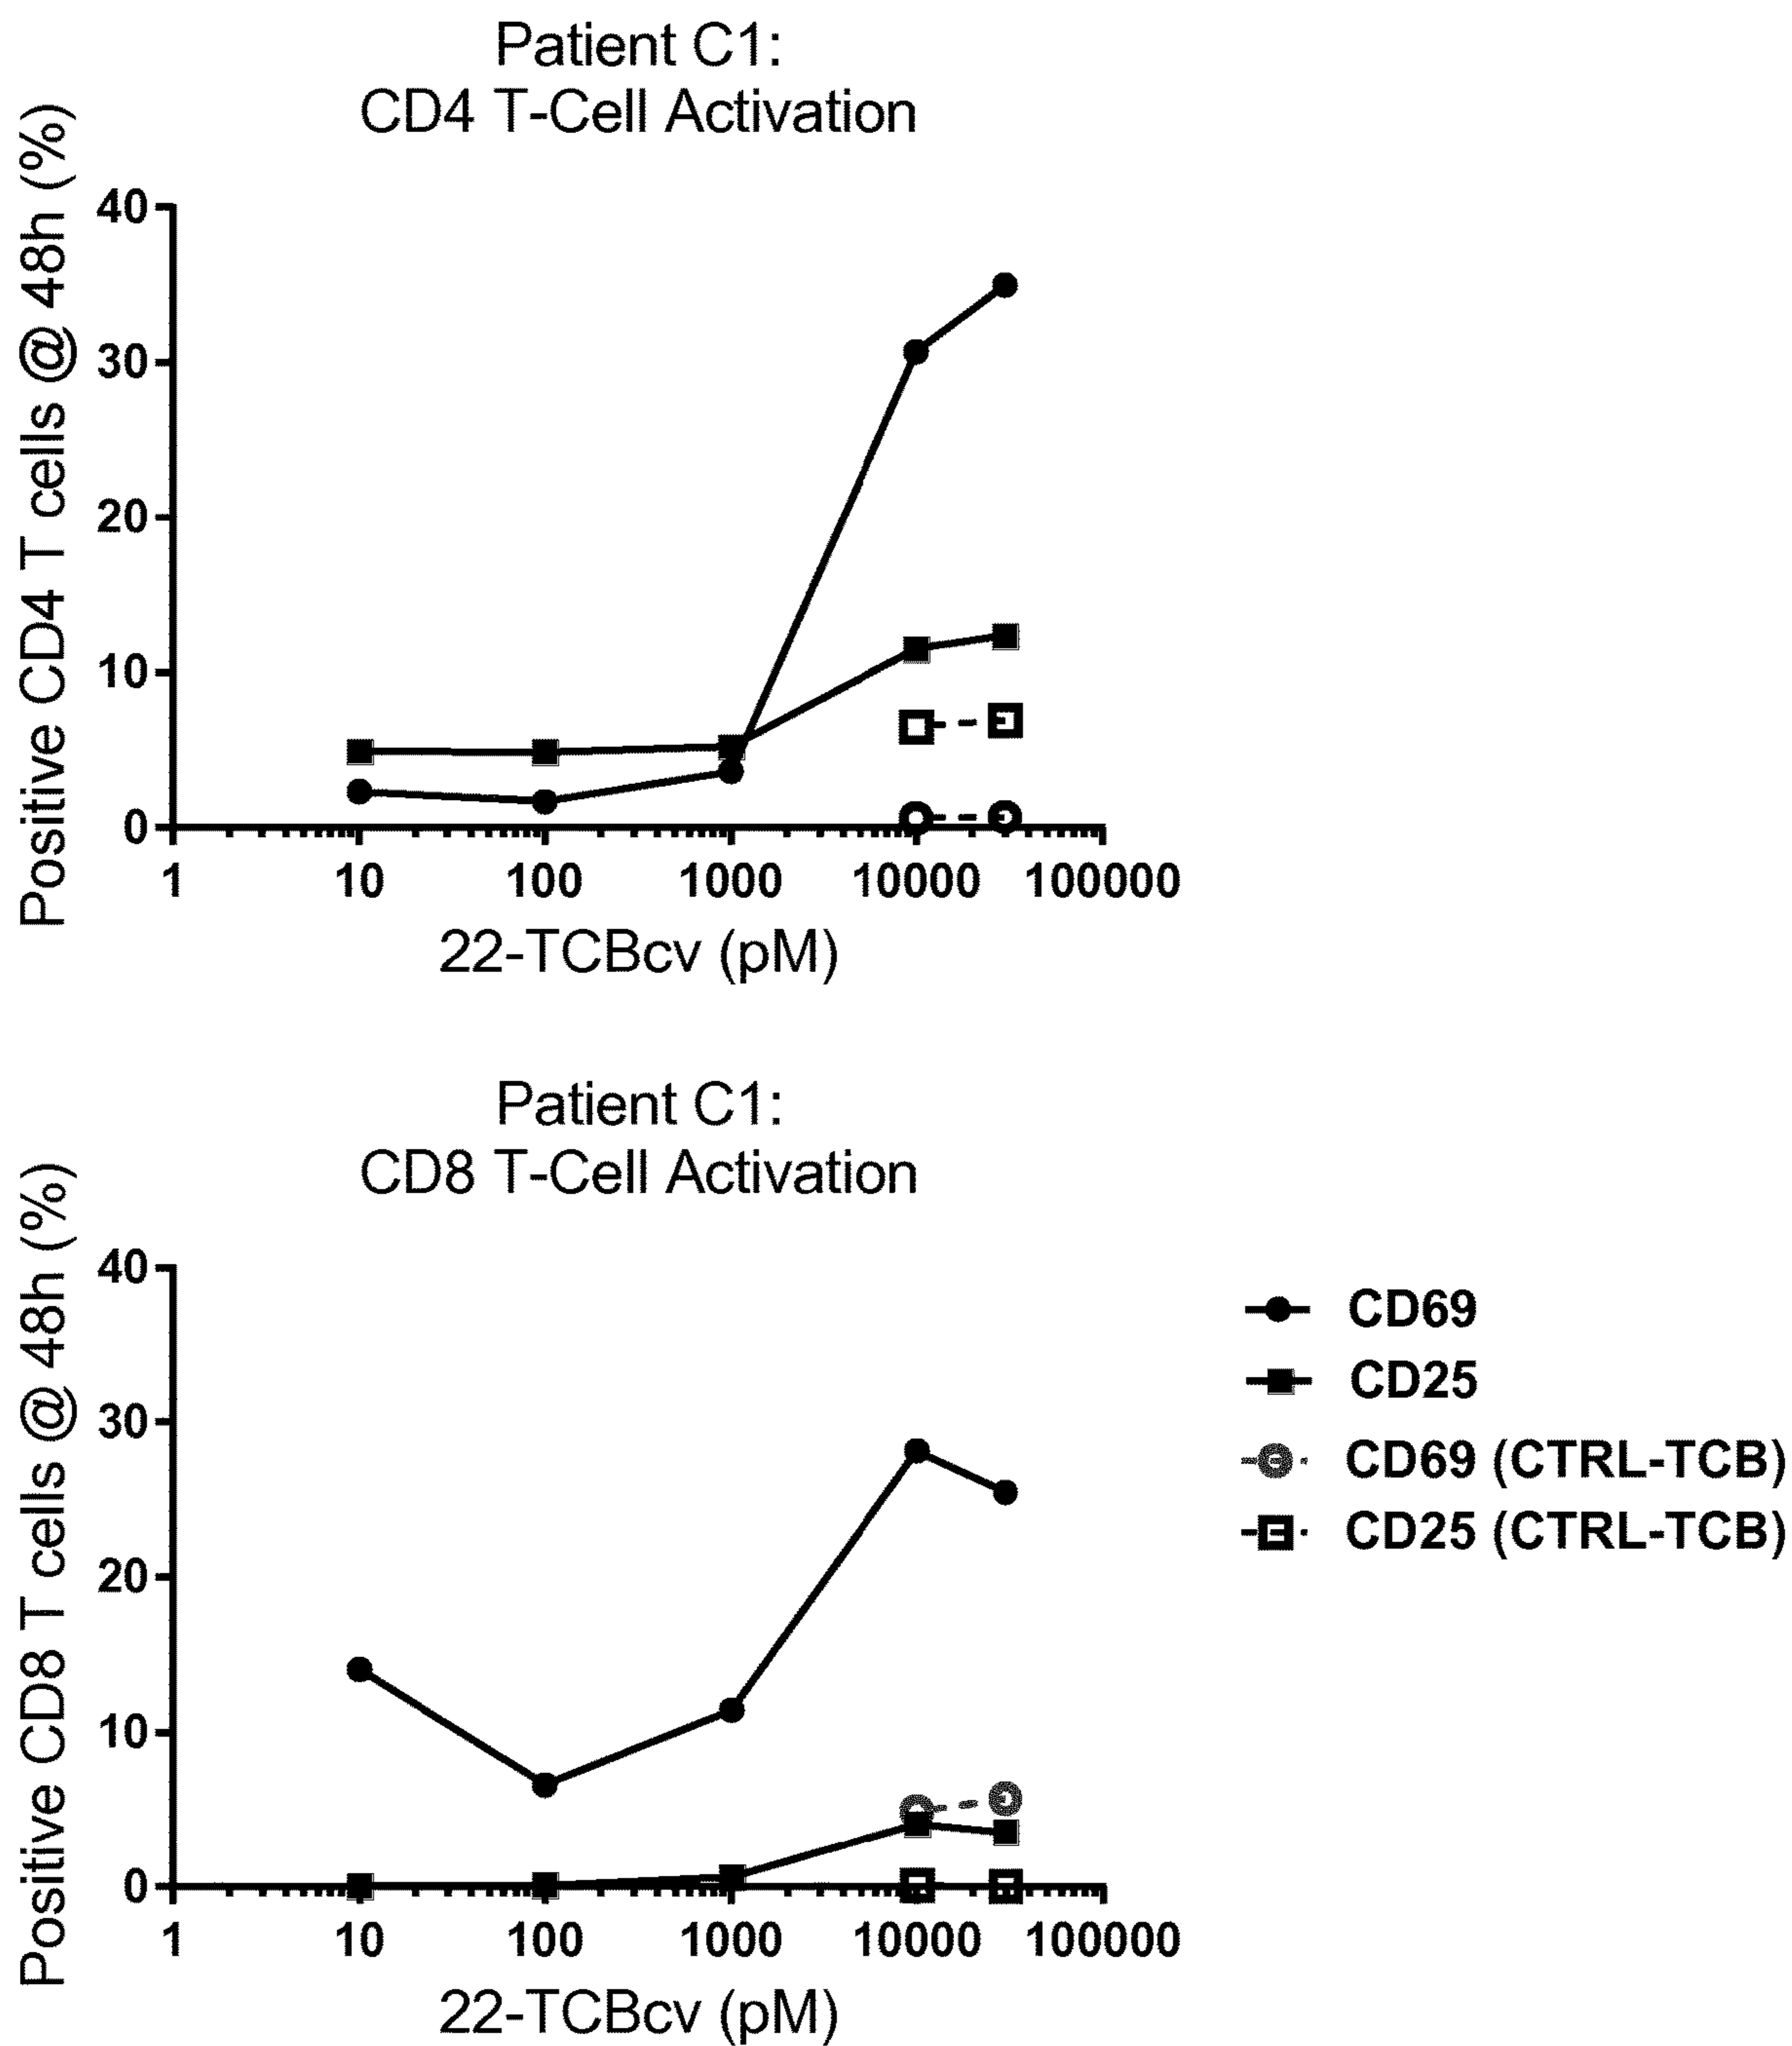 Patient C1:
CD4 T-Cell Activation
Positive CD4 T cells @ 48h (%)
40
30
20
10
0
1 10 100 1000 10000 100000
22-TCBcv (pM)
Patient C1:
CD8 T-Cell Activation
Positive CD8 T cells @ 48h (%)
40
30
20
10
0
1 10 100 1000 10000 100000
22-TCBcv (pM)
CD69
CD25
CD69 (CTRL-TCB)
CD25 (CTRL-TCB)